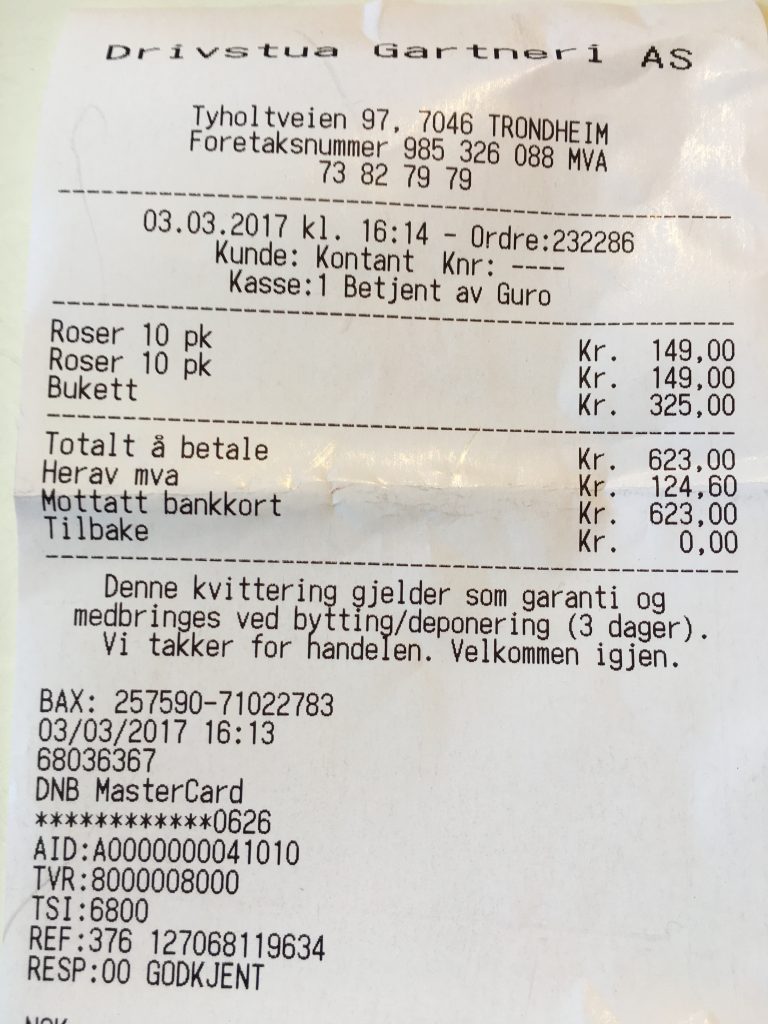 Drivstua Gartneri AS
Tyholtveien 97, 7046 TRONDHEIM
Foretaksnummer 985 326 088 MVA
73 82 79 79
03.03.2017 kl. 16:14 - Ordre:232286
Kunde: Kontant Knr: ----
Kasse:1 Betjent av Guro
Roser 10 pk Kr. 149,00
Roser 10 pk Kr. 149,00
Bukett Kr. 325,00
Totalt å betale Kr. 623,00
Herav mva Kr. 124,60
Mottatt bankkort Kr. 623,00
Tilbake Kr. 0,00
Denne kvittering gjelder som garanti og
medbringes ved bytting/deponering (3 dager).
Vi takker for handelen. Velkommen igjen.
BAX: 257590-71022783
03/03/2017 16:13
68036367
DNB MasterCard
************0626
AID:A0000000041010
TVR:8000008000
TSI:6800
REF:376 127068119634
RESP:00 GODKJENT